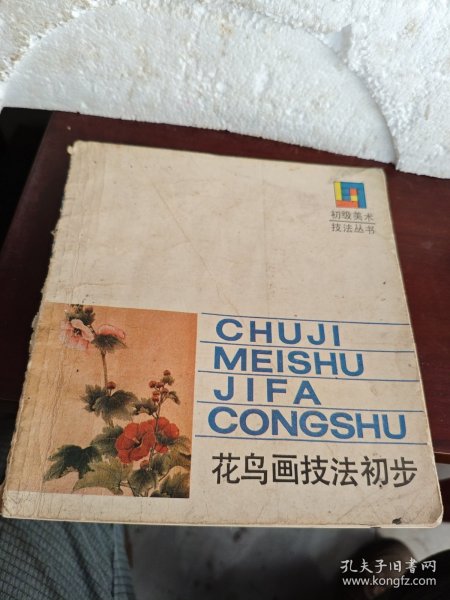 初级美术
技法丛书
CHUJI
MEISHU
JIFA
CONGSHU
花鸟画技法初步
孔夫子旧书网
www.kongfz.com